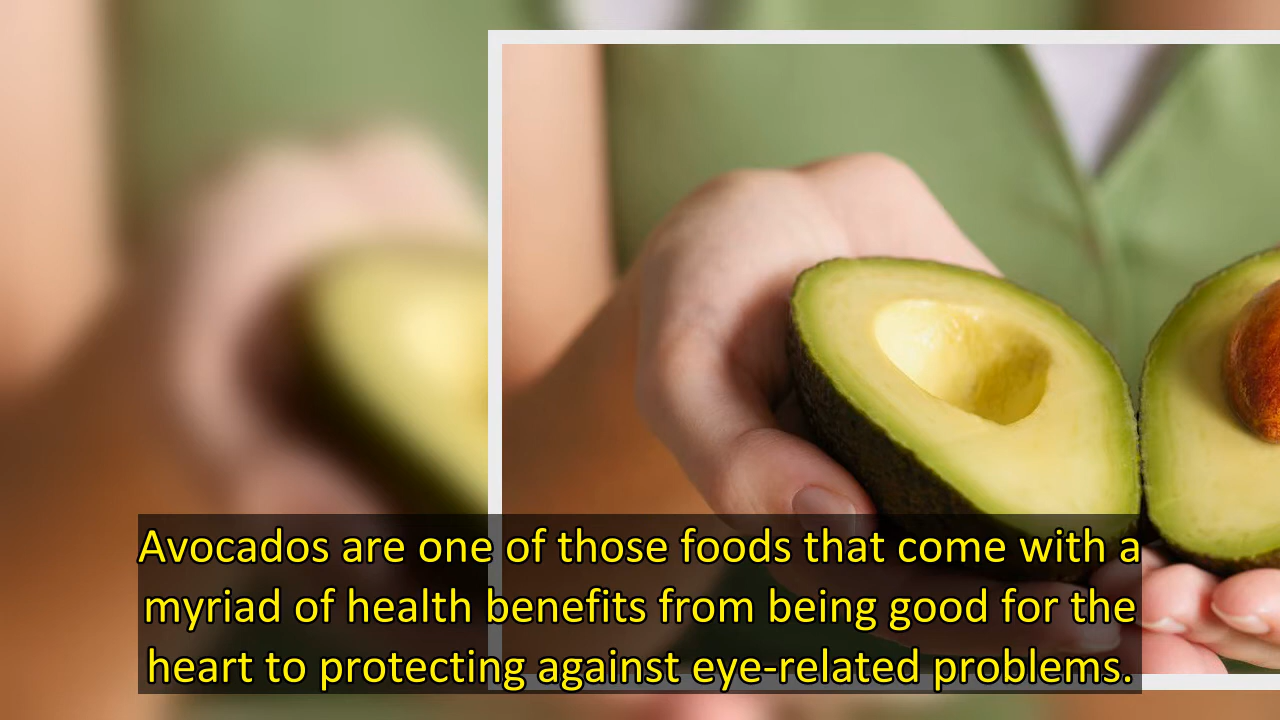 Avocados are one of those foods that come with a
myriad of health benefits from being good for the
heart to protecting against eye-related problems.